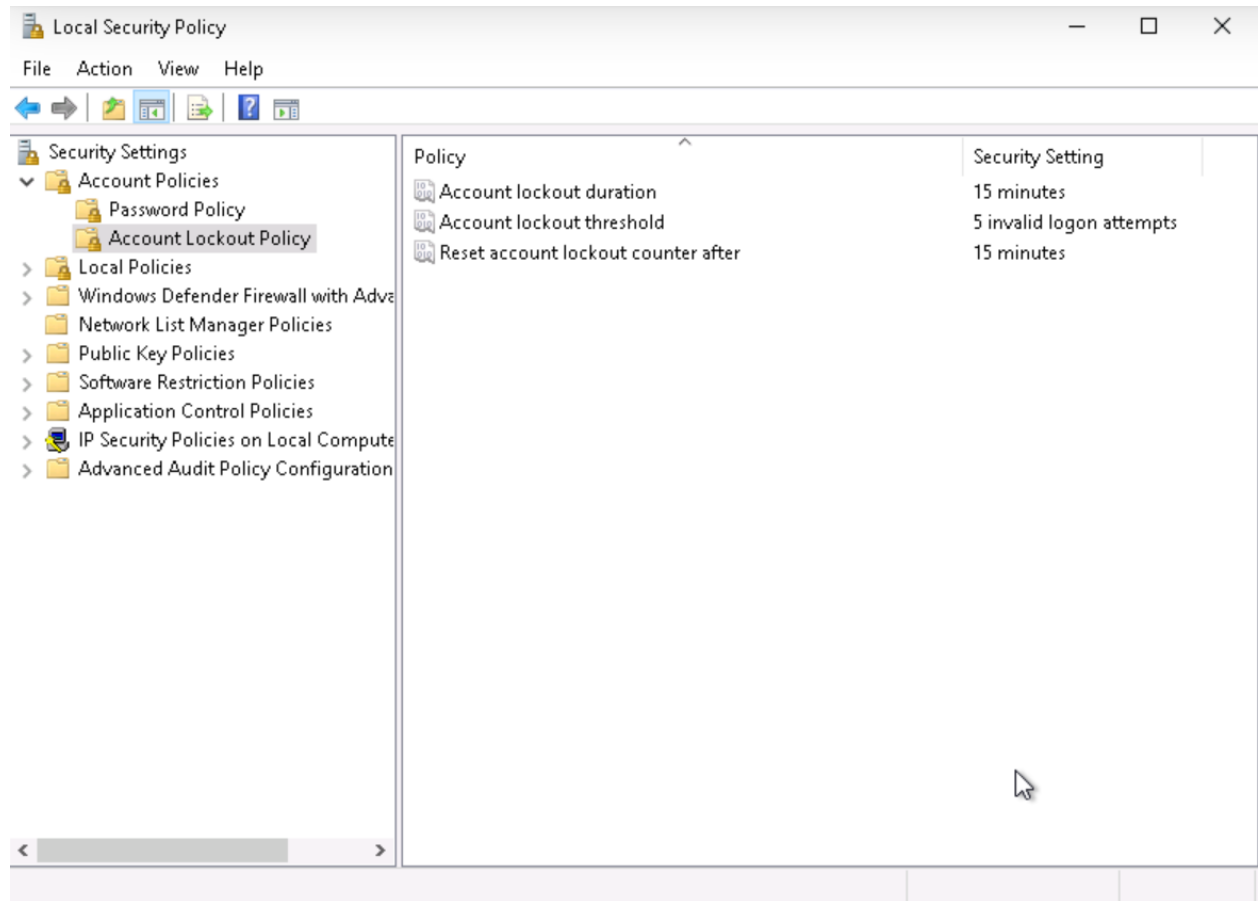 Local Security Policy
File Action View Help
Security Settings
Account Policies
Password Policy
Account Lockout Policy
Local Policies
Windows Defender Firewall with Adva
Network List Manager Policies
Public Key Policies
Software Restriction Policies
Application Control Policies
IP Security Policies on Local Compute
Advanced Audit Policy Configuration
Policy Security Setting
Account lockout duration 15 minutes
Account lockout threshold 5 invalid logon attempts
Reset account lockout counter after 15 minutes